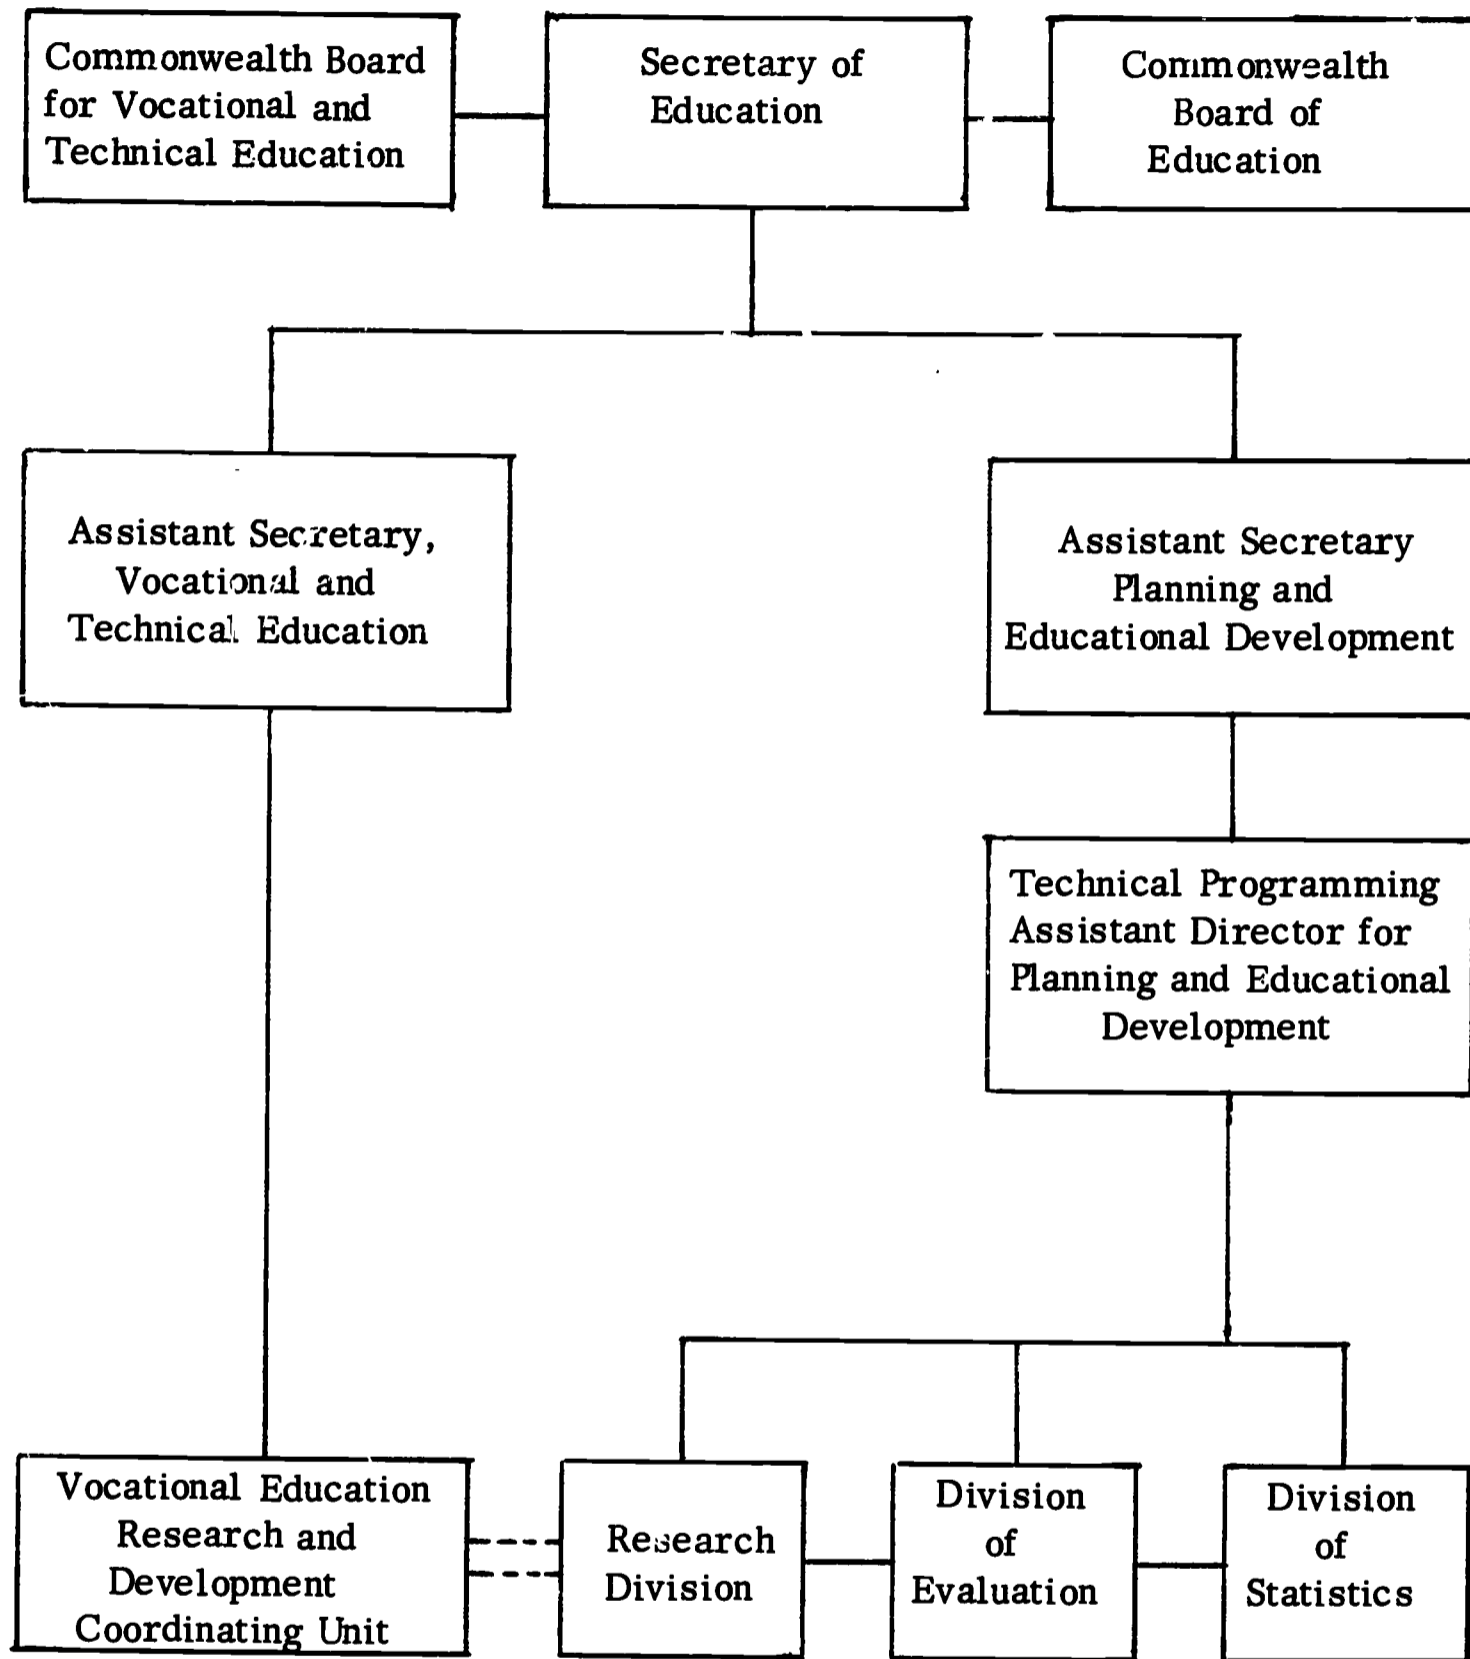 Commonwealth Board
for Vocational and
Technical Education
Secretary of
Education
Commonwealth
Board of
Education
Assistant Secretary,
Vocational and
Technical Education
Assistant Secretary
Planning and
Educational Development
Technical Programming
Assistant Director for
Planning and Educational
Development
Vocational Education
Research and
Development
Coordinating Unit
Research
Division
Division
of
Evaluation
Division
of
Statistics